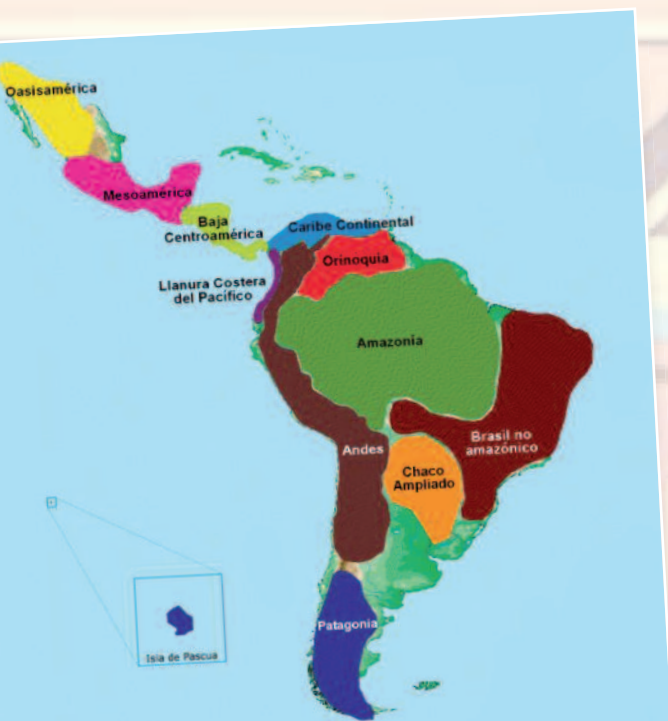 Oasisamérica
Mesoamérica
Baja
Centroamérica
Caribe Continental
Orinoquia
Llanura Costera
del Pacífico
Amazonía
Brasil no
amazónico
Andes
Chaco
Ampliado
Patagonia
Isla de Pascua